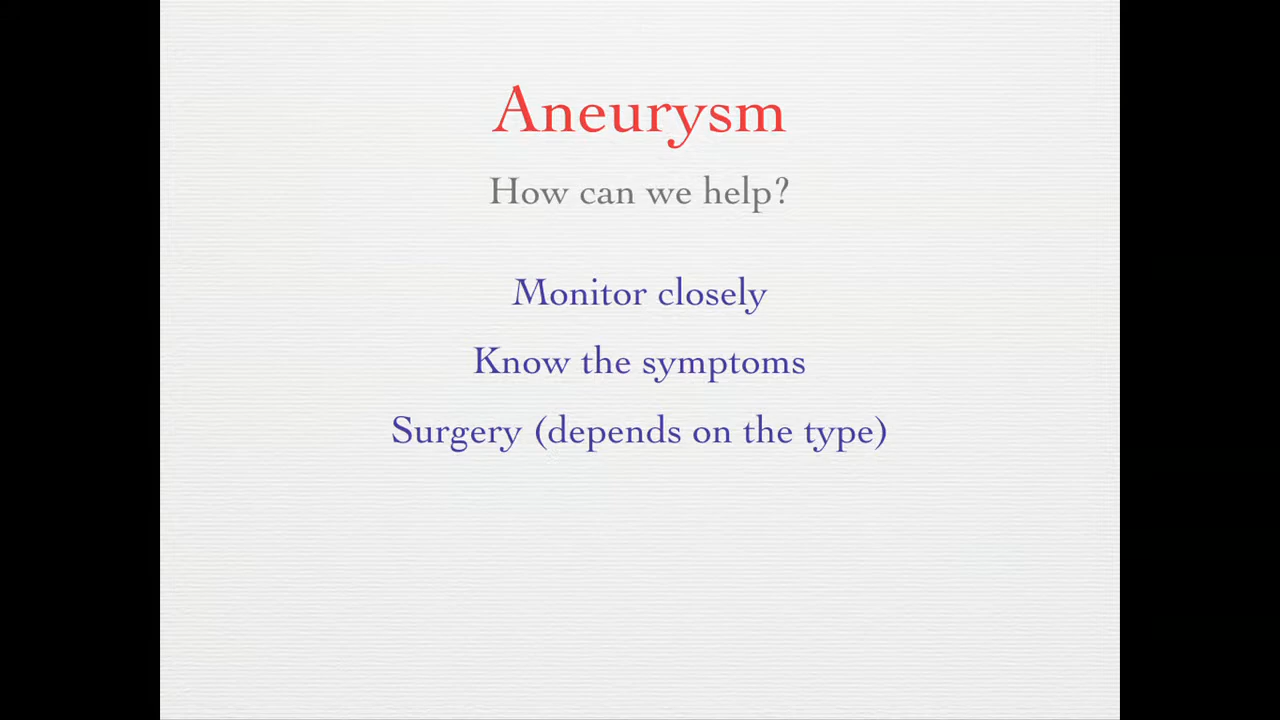 Aneurysm
How can we help?
Monitor closely
Know the symptoms
Surgery (depends on the type)